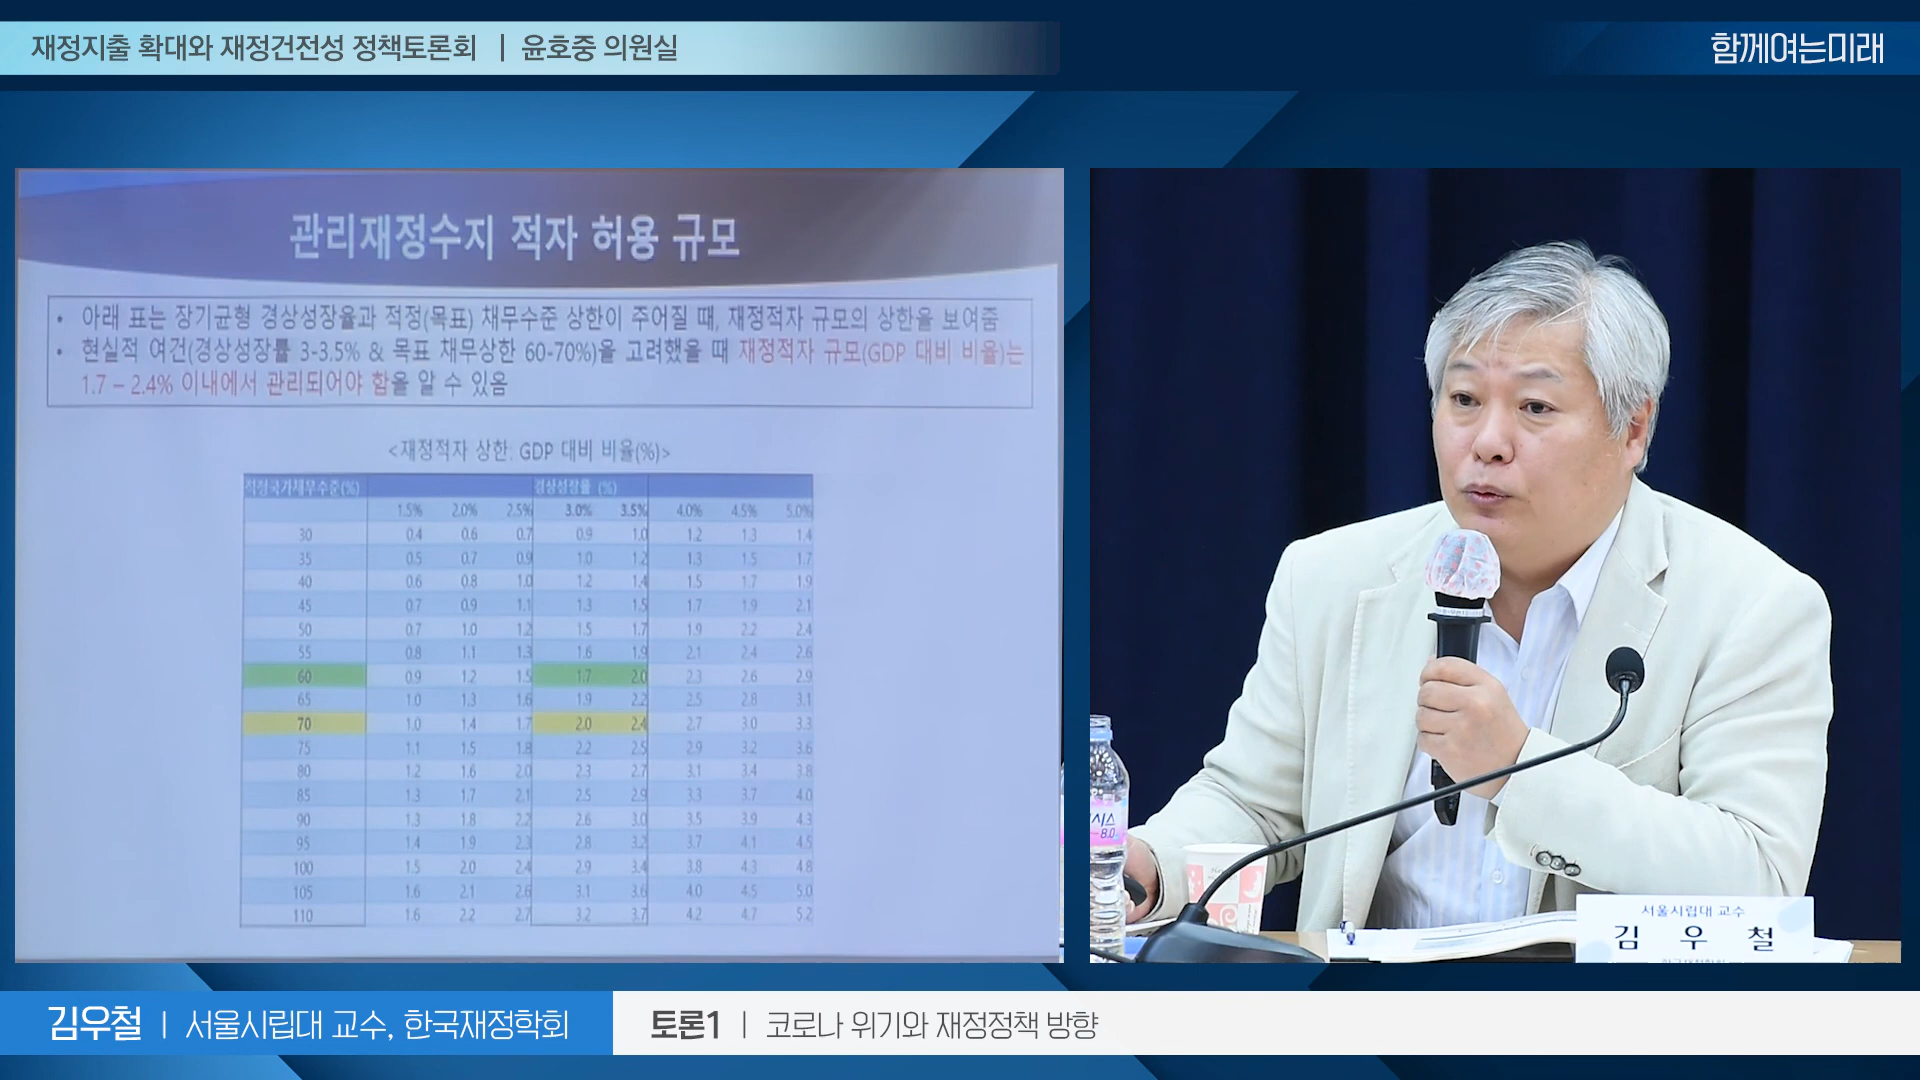 재정지출 확대와 재정건전성 정책토론회 | 윤호중 의원실
함께여는미래
관리재정수지 적자 허용 규모
• 아래 표는 장기균형 경상성장율과 적정(목표) 채무수준 상한이 주어질 때, 재정적자 규모의 상한을 보여줌
• 현실적 여건(경상성장률 3-3.5% & 목표 채무상한 60-70%)을 고려했을 때 재정적자 규모(GDP 대비 비율)는
1.7 – 2.4% 이내에서 관리되어야 함을 알 수 있음
<재정적자 상한: GDP 대비 비율(%)>
적정국가채무수준(%) 경상성장률 (%)
1.5% 2.0% 2.5% 3.0% 3.5% 4.0% 4.5% 5.0%
30 0.4 0.6 0.7 0.9 1.0 1.2 1.3 1.4
35 0.5 0.7 0.9 1.0 1.2 1.3 1.5 1.7
40 0.6 0.8 1.0 1.2 1.4 1.5 1.7 1.9
45 0.7 0.9 1.1 1.3 1.5 1.7 1.9 2.1
50 0.7 1.0 1.2 1.5 1.7 1.9 2.2 2.4
55 0.8 1.1 1.3 1.6 1.9 2.1 2.4 2.6
60 0.9 1.2 1.5 1.7 2.0 2.3 2.6 2.9
65 1.0 1.3 1.6 1.9 2.2 2.5 2.8 3.1
70 1.0 1.4 1.7 2.0 2.4 2.7 3.0 3.3
75 1.1 1.5 1.8 2.2 2.5 2.9 3.2 3.6
80 1.2 1.6 2.0 2.3 2.7 3.1 3.4 3.8
85 1.3 1.7 2.1 2.5 2.9 3.3 3.7 4.0
90 1.3 1.8 2.2 2.6 3.0 3.5 3.9 4.3
95 1.4 1.9 2.3 2.8 3.2 3.7 4.1 4.5
100 1.5 2.0 2.4 2.9 3.4 3.8 4.3 4.8
105 1.6 2.1 2.6 3.1 3.6 4.0 4.5 5.0
110 1.6 2.2 2.7 3.2 3.7 4.2 4.7 5.2
시스
8.0
서울시립대 교수
김 우 철
김우철 | 서울시립대 교수, 한국재정학회
토론1 | 코로나 위기와 재정정책 방향